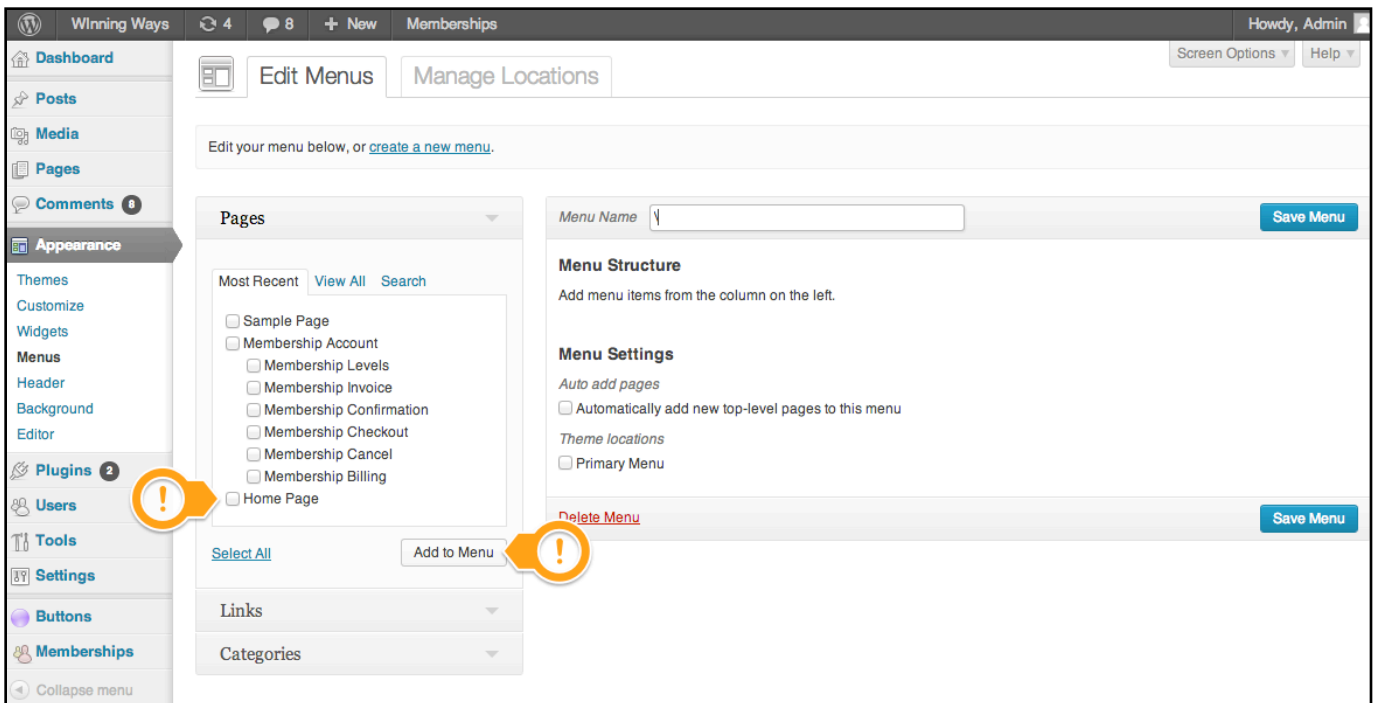 WInning Ways 4 8 + New Memberships Howdy, Admin
Screen Options Help
Dashboard
Posts
Media
Pages
Comments 8
Appearance
Themes
Customize
Widgets
Menus
Header
Background
Editor
Plugins 2
Users
Tools
Settings
Buttons
Memberships
Collapse menu
Edit Menus Manage Locations
Edit your menu below, or create a new menu.
Pages
Most Recent View All Search
Sample Page
Membership Account
Membership Levels
Membership Invoice
Membership Confirmation
Membership Checkout
Membership Cancel
Membership Billing
! Home Page
Select All Add to Menu !
Links
Categories
Menu Name \ Save Menu
Menu Structure
Add menu items from the column on the left.
Menu Settings
Auto add pages
Automatically add new top-level pages to this menu
Theme locations
Primary Menu
Delete Menu Save Menu